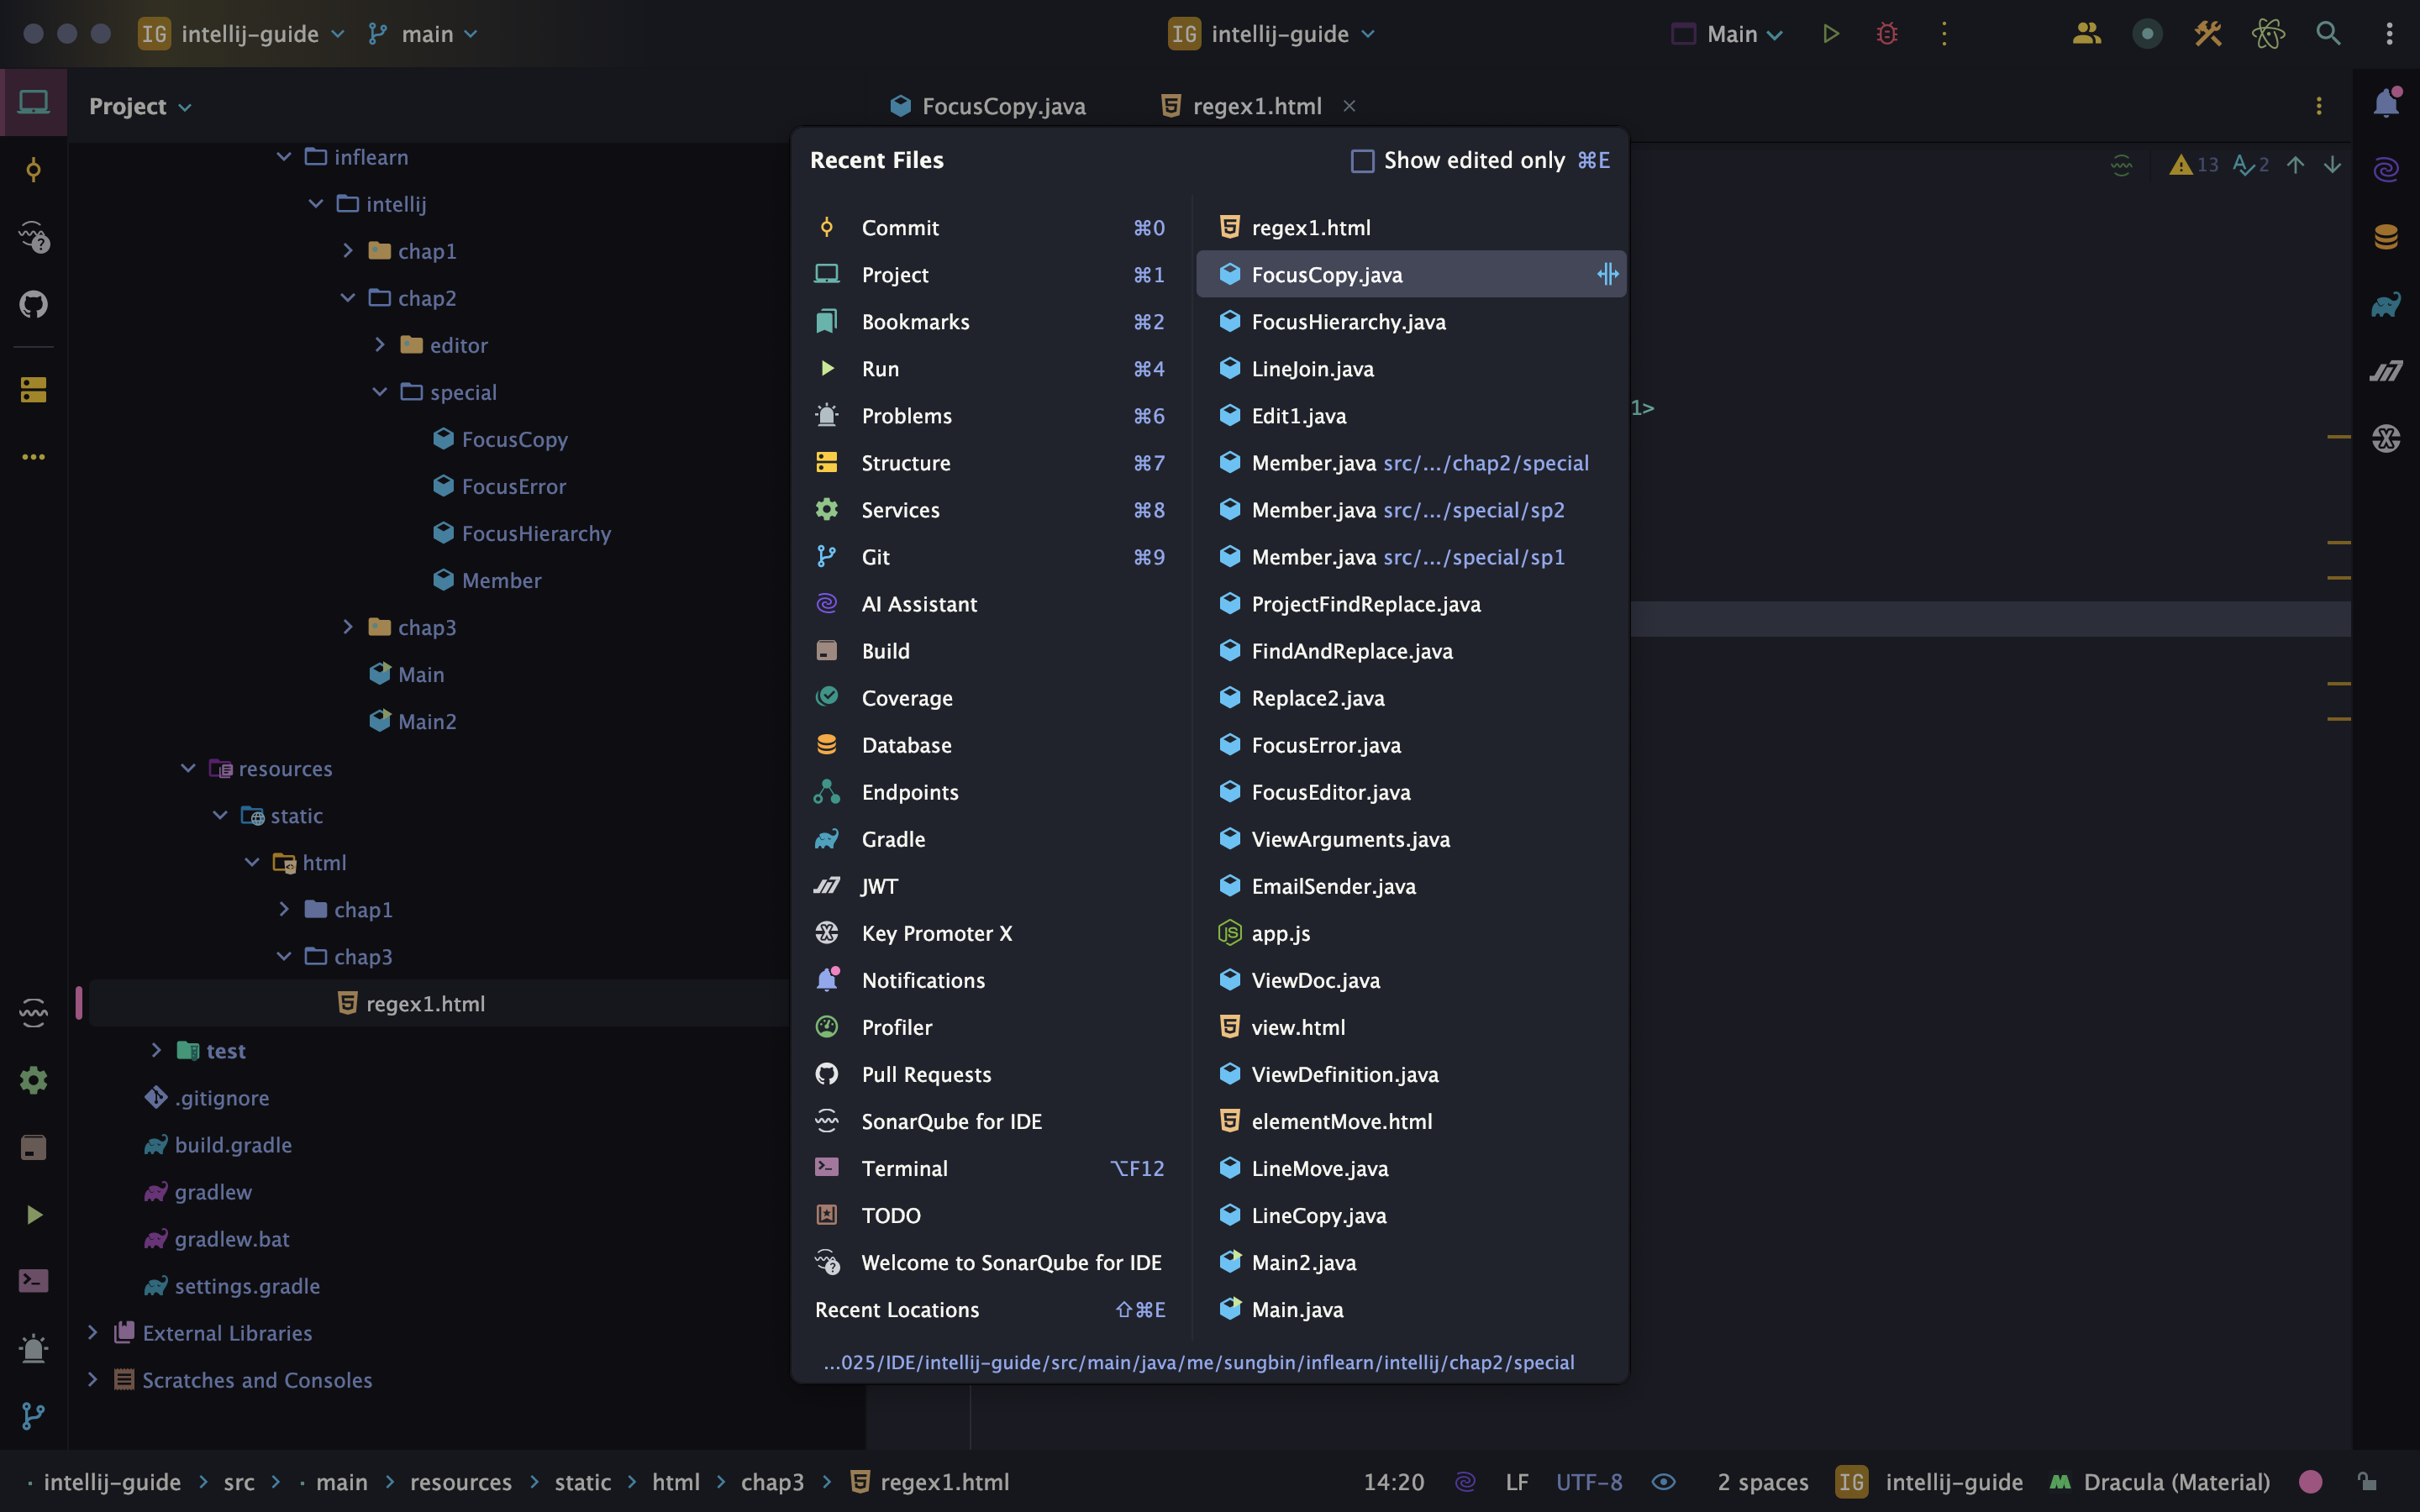 IG intellij-guide main
IG intellij-guide
Main
Project
FocusCopy.java
regex1.html
13 2
inflearn
intellij
chap1
chap2
editor
special
FocusCopy
FocusError
FocusHierarchy
Member
chap3
Main
Main2
resources
static
html
chap1
chap3
regex1.html
test
.gitignore
build.gradle
gradlew
gradlew.bat
settings.gradle
External Libraries
Scratches and Consoles
Recent Files
Show edited only ⌘E
Commit ⌘0
Project ⌘1
Bookmarks ⌘2
Run ⌘4
Problems ⌘6
Structure ⌘7
Services ⌘8
Git ⌘9
AI Assistant
Build
Coverage
Database
Endpoints
Gradle
JWT
Key Promoter X
Notifications
Profiler
Pull Requests
SonarQube for IDE
Terminal ⌥F12
TODO
Welcome to SonarQube for IDE
Recent Locations ⇧⌘E
regex1.html
FocusCopy.java
FocusHierarchy.java
LineJoin.java
Edit1.java
Member.java src/.../chap2/special
Member.java src/.../special/sp2
Member.java src/.../special/sp1
ProjectFindReplace.java
FindAndReplace.java
Replace2.java
FocusError.java
FocusEditor.java
ViewArguments.java
EmailSender.java
app.js
ViewDoc.java
view.html
ViewDefinition.java
elementMove.html
LineMove.java
LineCopy.java
Main2.java
Main.java
...025/IDE/intellij-guide/src/main/java/me/sungbin/inflearn/intellij/chap2/special
1>
intellij-guide > src > main > resources > static > html > chap3 > regex1.html
14:20 LF UTF-8 2 spaces IG intellij-guide Dracula (Material)